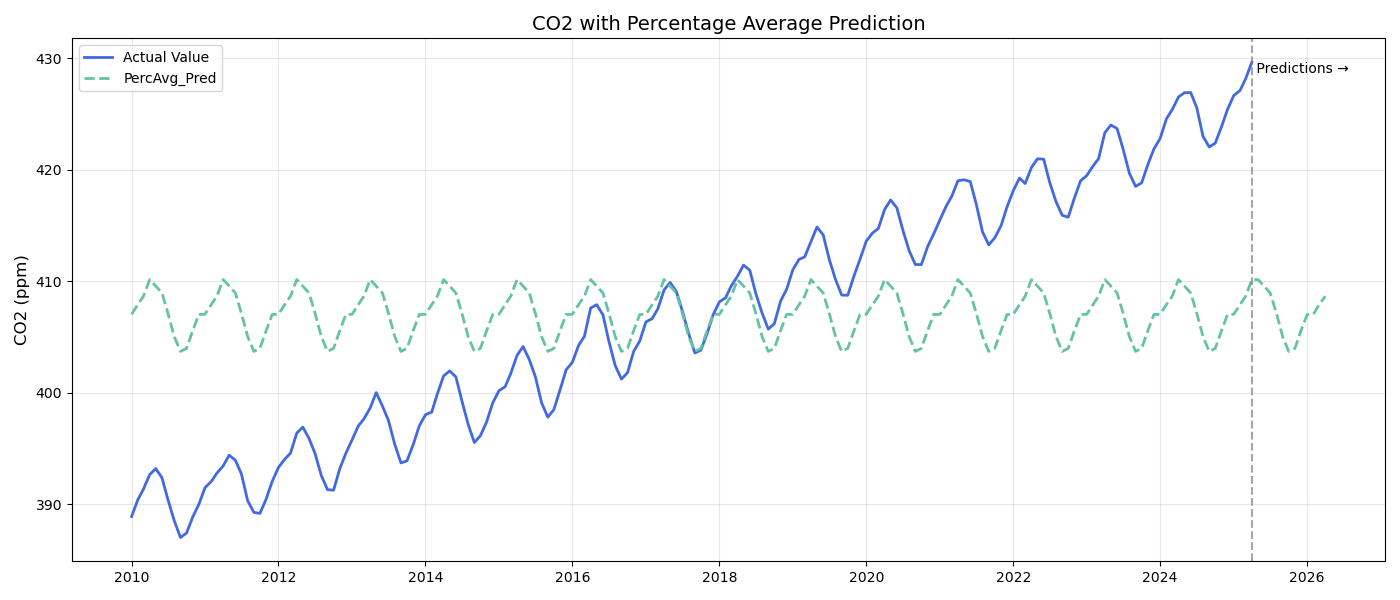 CO2 with Percentage Average Prediction
Actual Value
PercAvg_Pred
Predictions →
CO2 (ppm)
430
420
410
400
390
2010
2012
2014
2016
2018
2020
2022
2024
2026